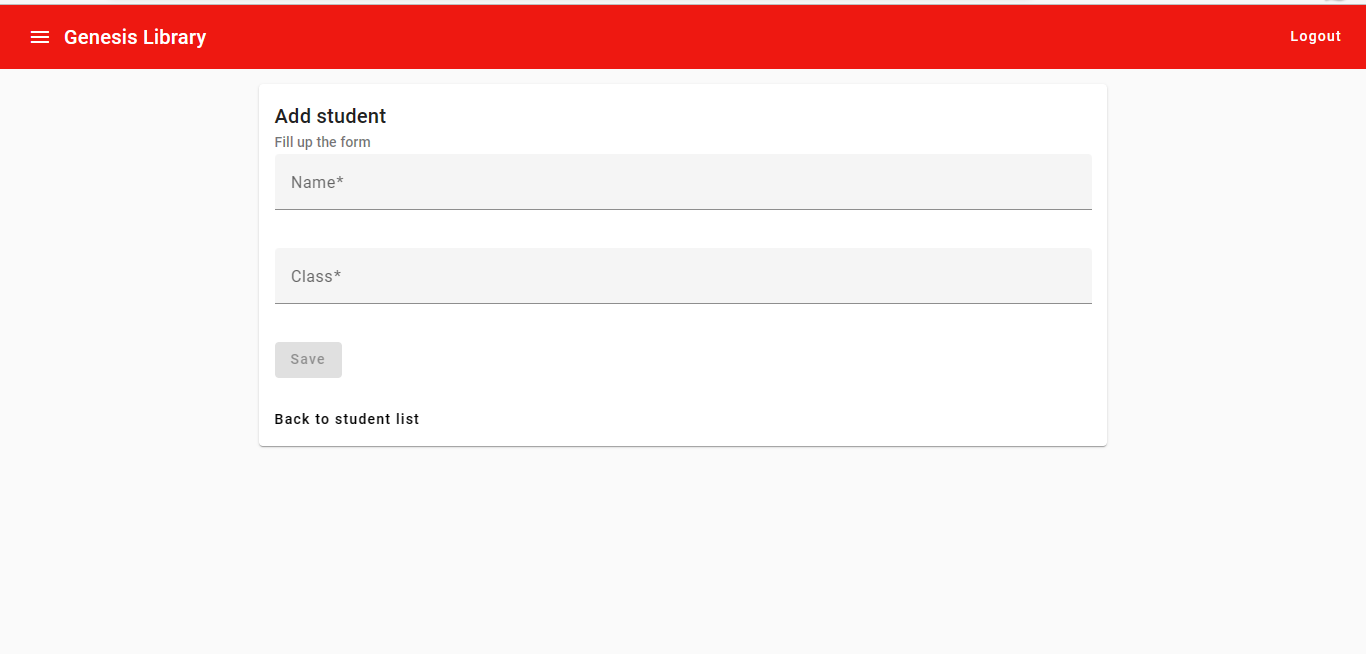 Genesis Library
Logout
Add student
Fill up the form
Name*
Class*
Save
Back to student list